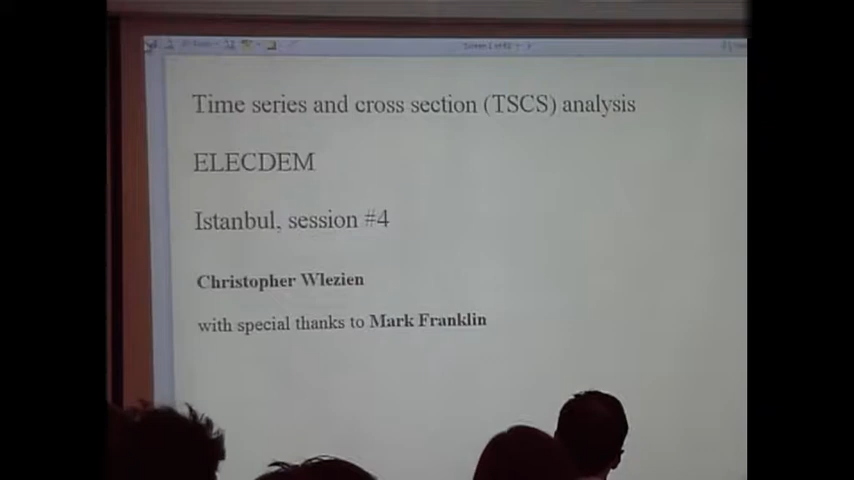 Time series and cross section (TSCS) analysis
ELECDEM
Istanbul, session #4
Christopher Wlezien
with special thanks to Mark Franklin